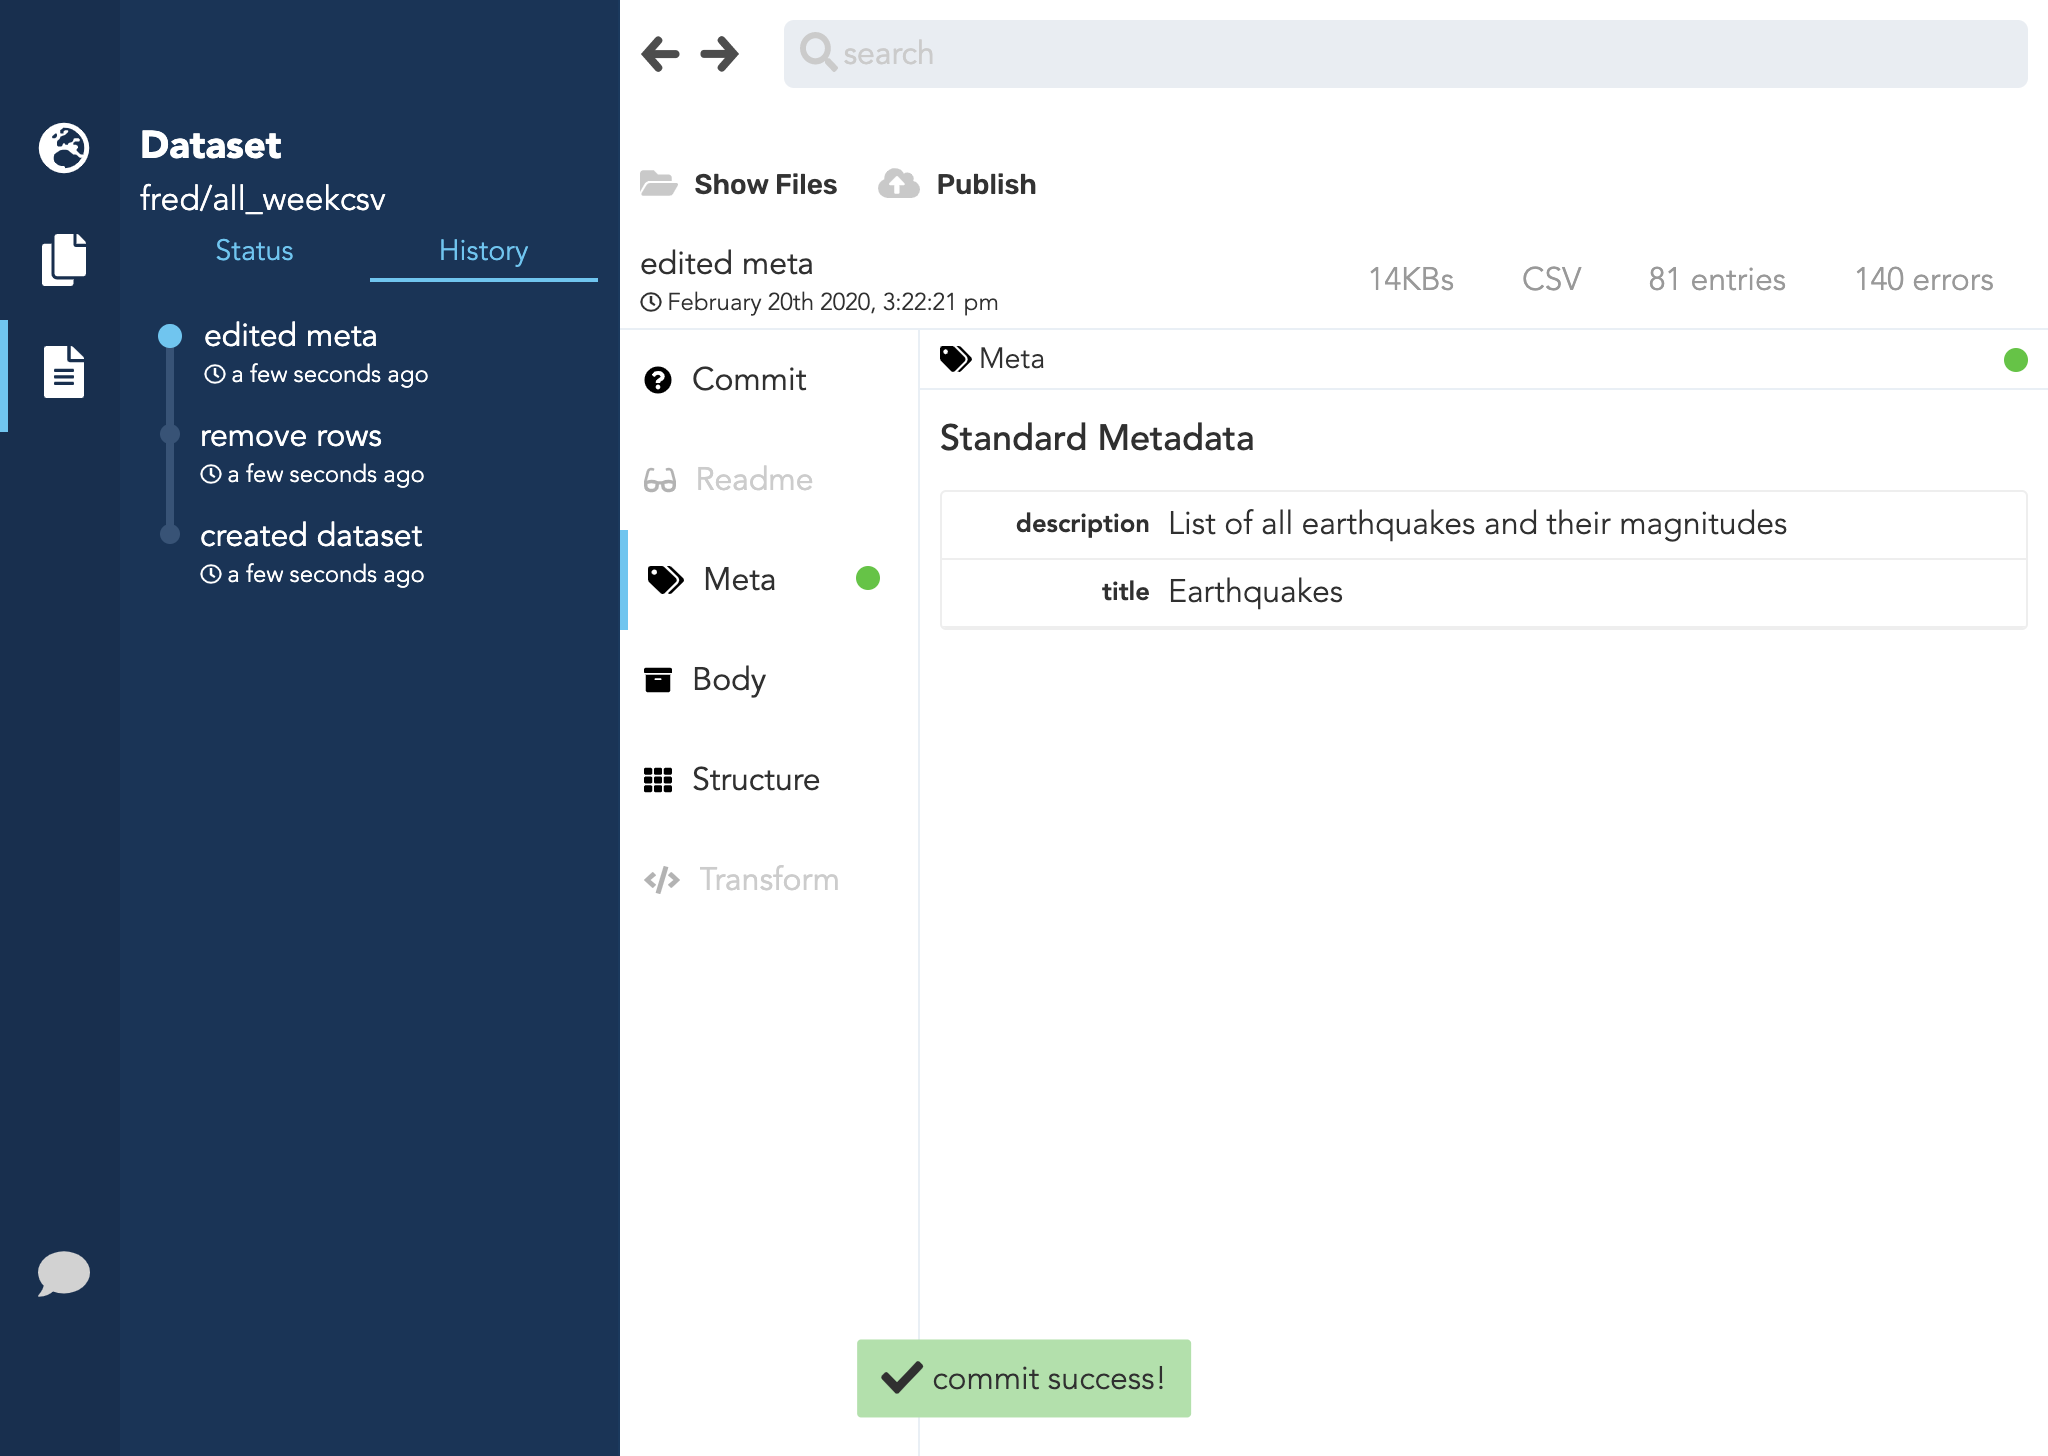 search
Dataset
fred/all_weekcsv
Status
History
edited meta
a few seconds ago
remove rows
a few seconds ago
created dataset
a few seconds ago
Show Files
Publish
edited meta
February 20th 2020, 3:22:21 pm
14KBs
CSV
81 entries
140 errors
Commit
Readme
Meta
Body
Structure
Transform
Meta
Standard Metadata
description List of all earthquakes and their magnitudes
title Earthquakes
commit success!